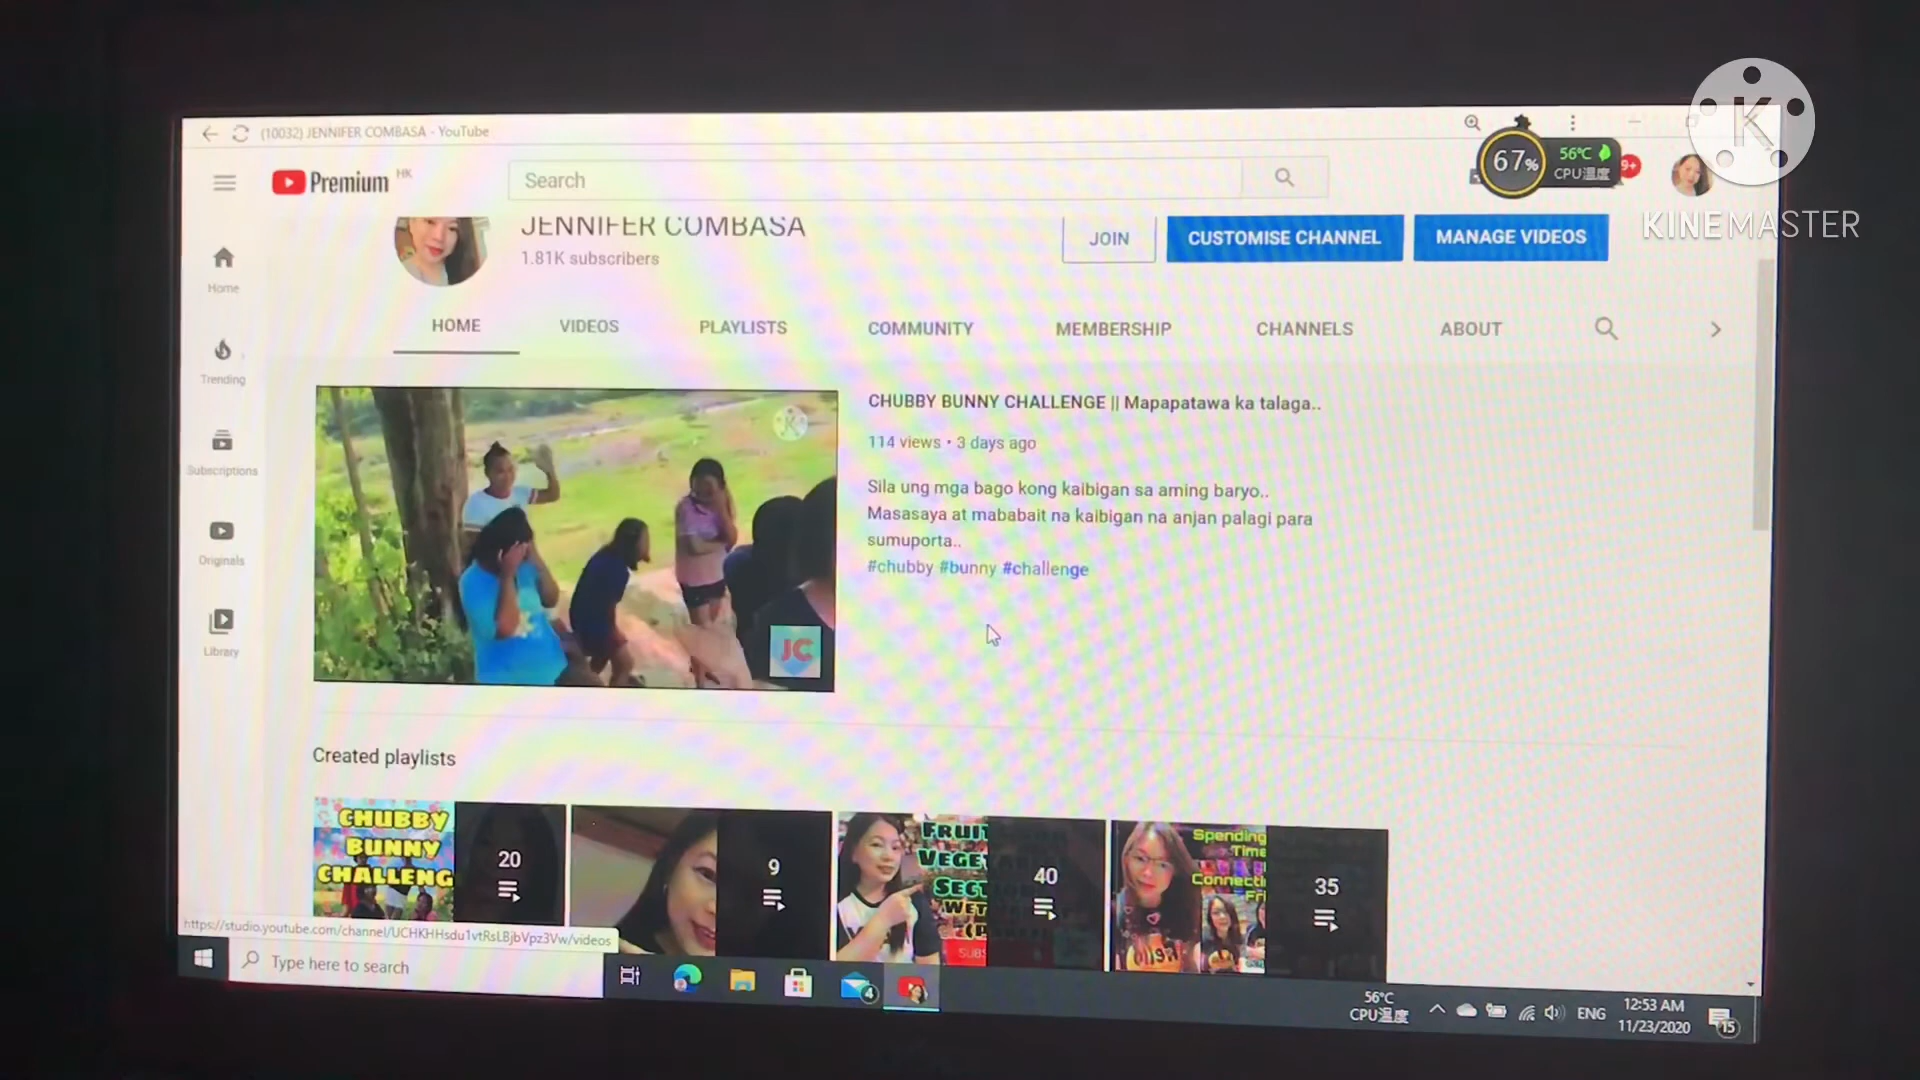 (10032) JENNIFER COMBASA - YouTube
67%
56℃
CPU温度
9+
K
KINEMASTER
Premium HK
Search
JENNIFER COMBASA
1.81K subscribers
JOIN
CUSTOMISE CHANNEL
MANAGE VIDEOS
Home
Trending
Subscriptions
Originals
Library
HOME
VIDEOS
PLAYLISTS
COMMUNITY
MEMBERSHIP
CHANNELS
ABOUT
K
JC
CHUBBY BUNNY CHALLENGE || Mapapatawa ka talaga..
114 views • 3 days ago
Sila ung mga bago kong kaibigan sa aming baryo..
Masasaya at mababait na kaibigan na anjan palagi para
sumuporta..
#chubby #bunny #challenge
Created playlists
CHUBBY
BUNNY
CHALLENG
20
9
FRUIT
VEGE
SECT
WET
40
SUBS
Spending
Time
Connecti
Fri
35
https://studio.youtube.com/channel/UCHKHHsdu1vtRsLBjbVpz3Vw/videos
Type here to search
4
56℃
CPU温度
ENG
12:53 AM
11/23/2020
15